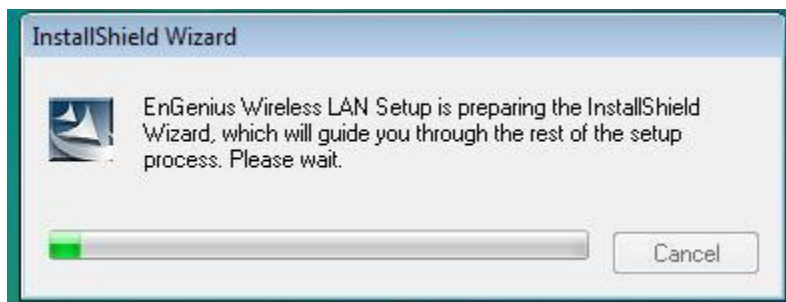 InstallShield Wizard
EnGenius Wireless LAN Setup is preparing the InstallShield
Wizard, which will guide you through the rest of the setup
process. Please wait.
Cancel